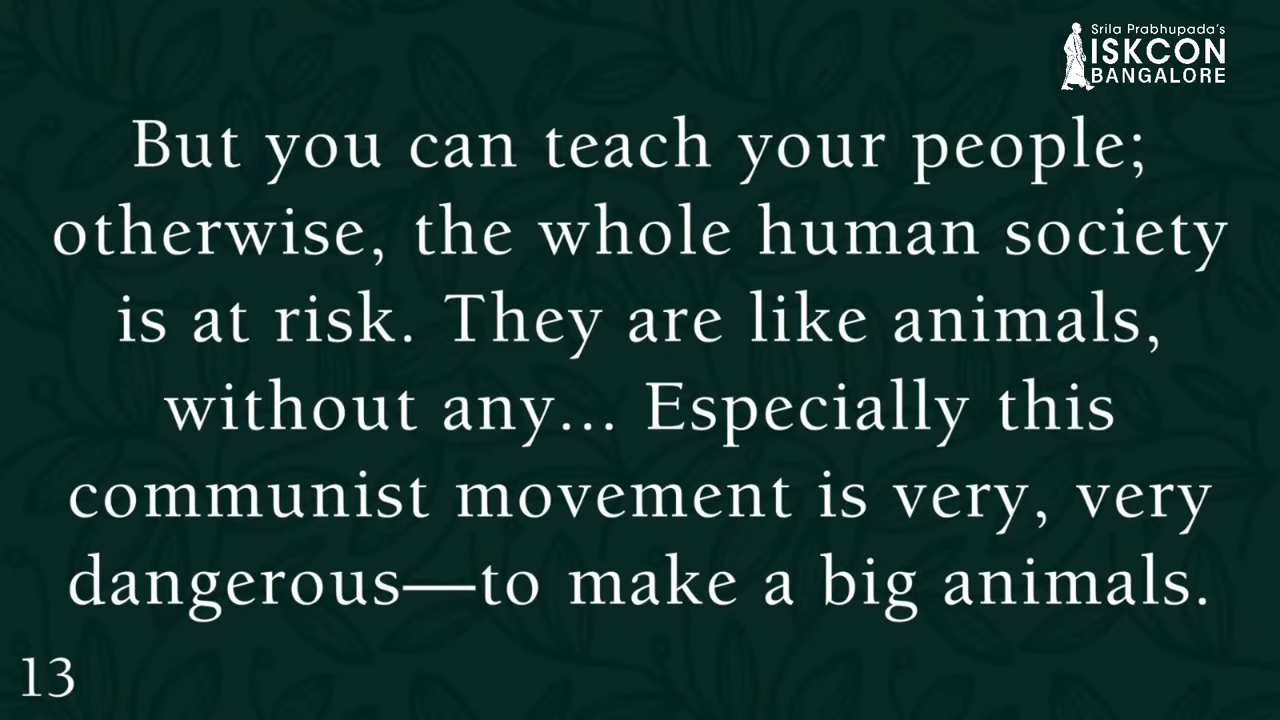 Srila Prabhupada's
ISKCON
BANGALORE
But you can teach your people;
otherwise, the whole human society
is at risk. They are like animals,
without any... Especially this
communist movement is very, very
dangerous—to make a big animals.
13